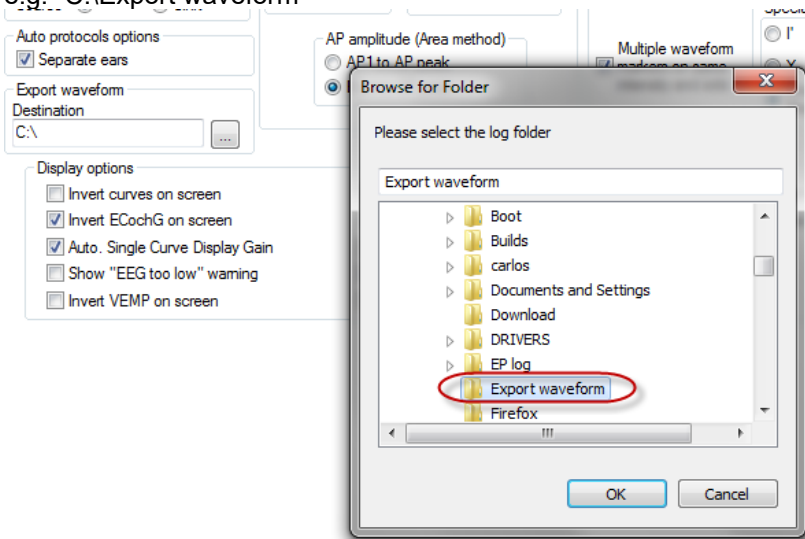 e.g. "C:\Export waveform"
Auto protocols options
Separate ears
Export waveform
Destination
C:\
...
Display options
Invert curves on screen
Invert ECochG on screen
Auto. Single Curve Display Gain
Show "EEG too low" warning
Invert VEMP on screen
AP amplitude (Area method)
AP1 to AP peak
Multiple waveform
Browse for Folder
Please select the log folder
Export waveform
Boot
Builds
carlos
Documents and Settings
Download
DRIVERS
EP log
Export waveform
Firefox
OK
Cancel